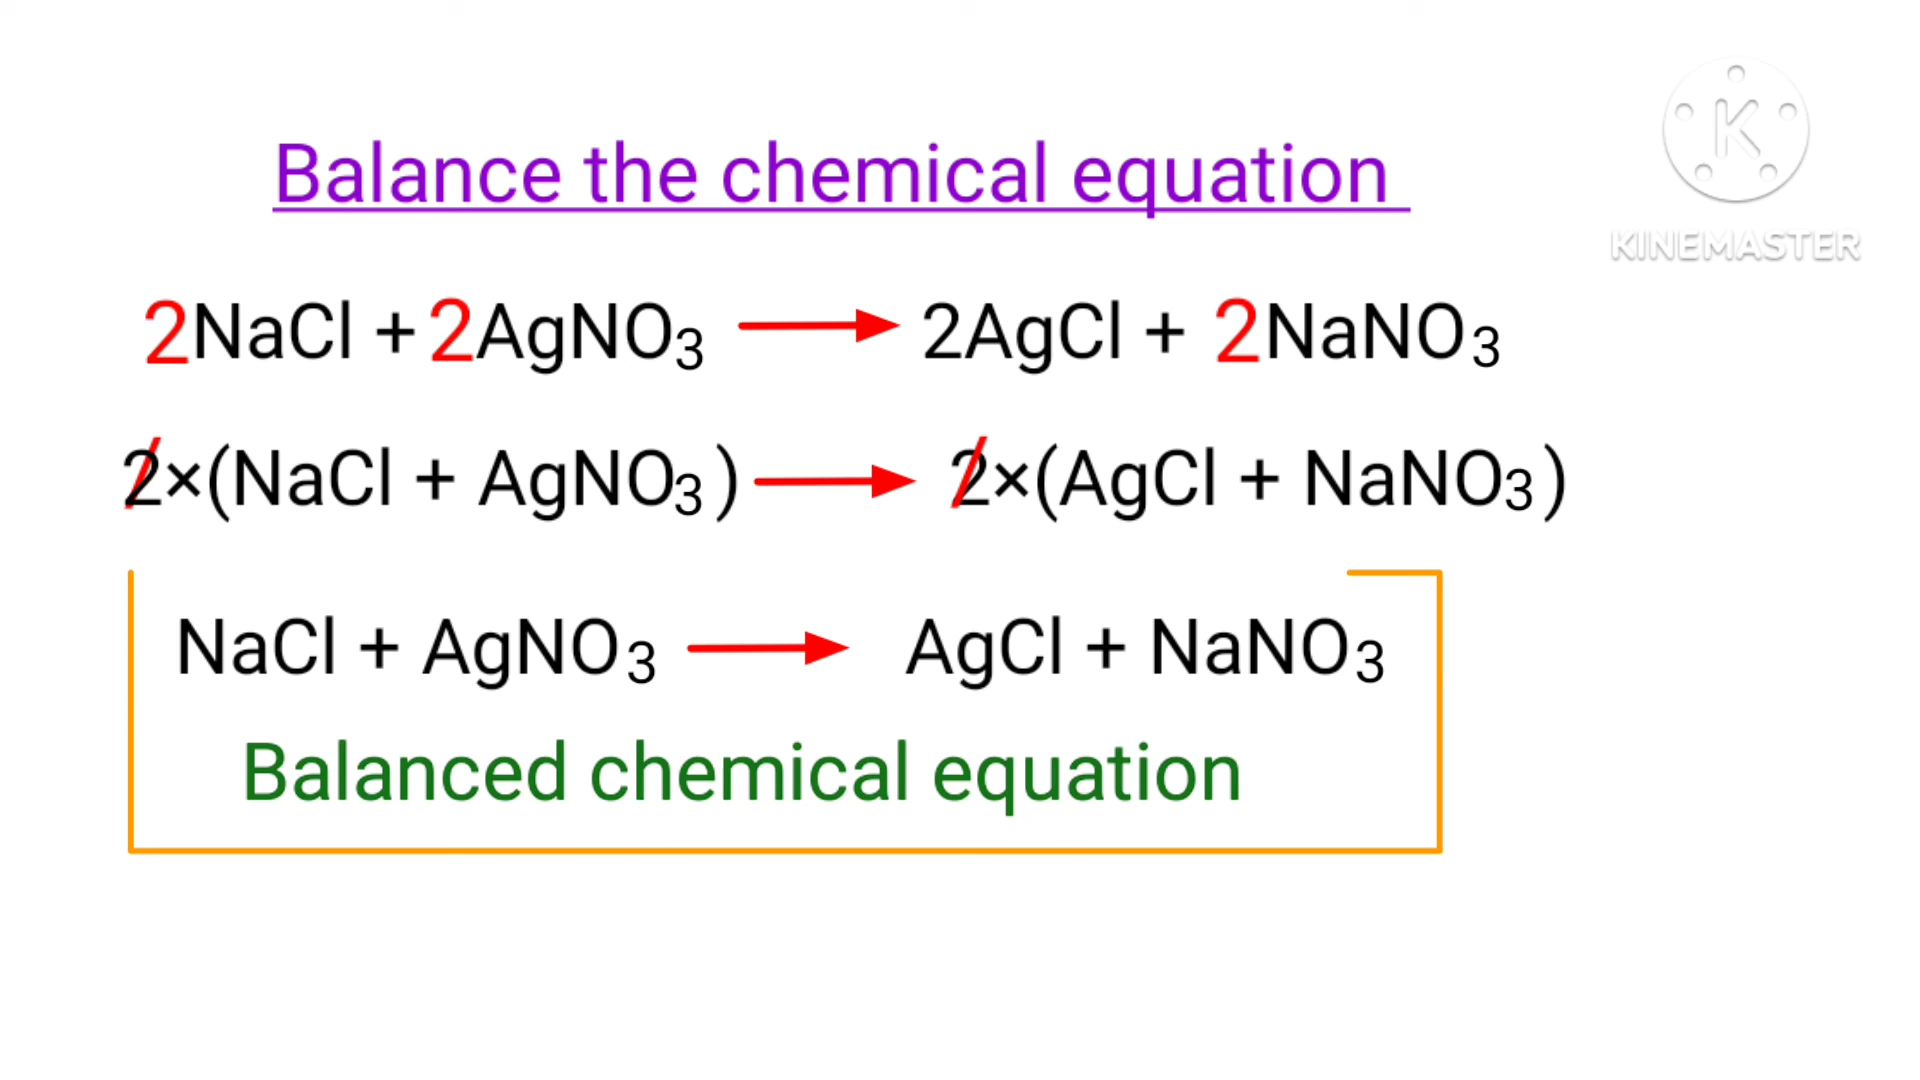 Balance the chemical equation
KINEMASTER
2NaCl + 2AgNO₃ ⟶ 2AgCl + 2NaNO₃
2×(NaCl + AgNO₃) ⟶ 2×(AgCl + NaNO₃)
NaCl + AgNO₃ ⟶ AgCl + NaNO₃
Balanced chemical equation